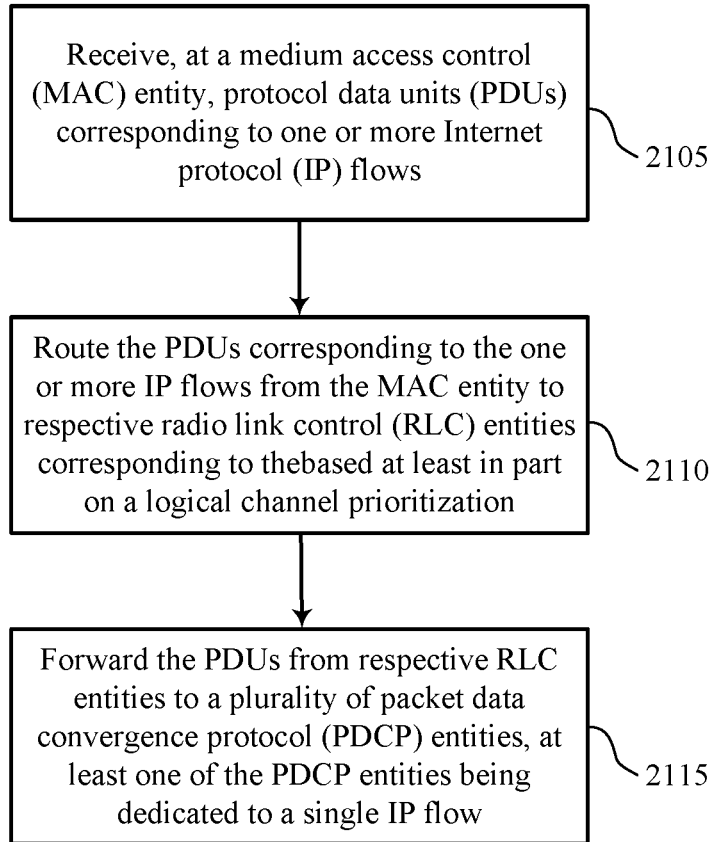 Receive, at a medium access control
(MAC) entity, protocol data units (PDUs)
corresponding to one or more Internet
protocol (IP) flows
2105
Route the PDUs corresponding to the one
or more IP flows from the MAC entity to
respective radio link control (RLC) entities
corresponding to thebased at least in part
on a logical channel prioritization
2110
Forward the PDUs from respective RLC
entities to a plurality of packet data
convergence protocol (PDCP) entities, at
least one of the PDCP entities being
dedicated to a single IP flow
2115